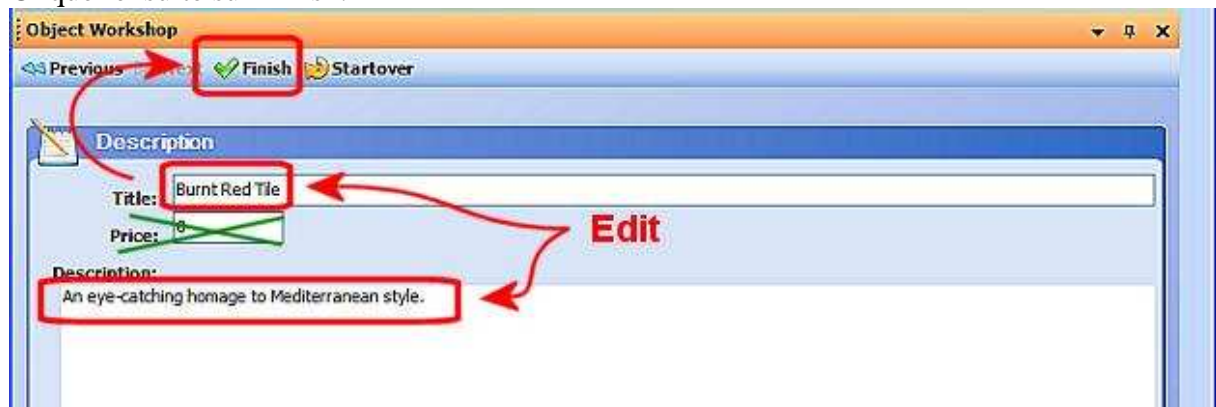 Object Workshop
Previous Finish Startover
Description
Title: Burnt Red Tile
Price:
Edit
Description:
An eye-catching homage to Mediterranean style.